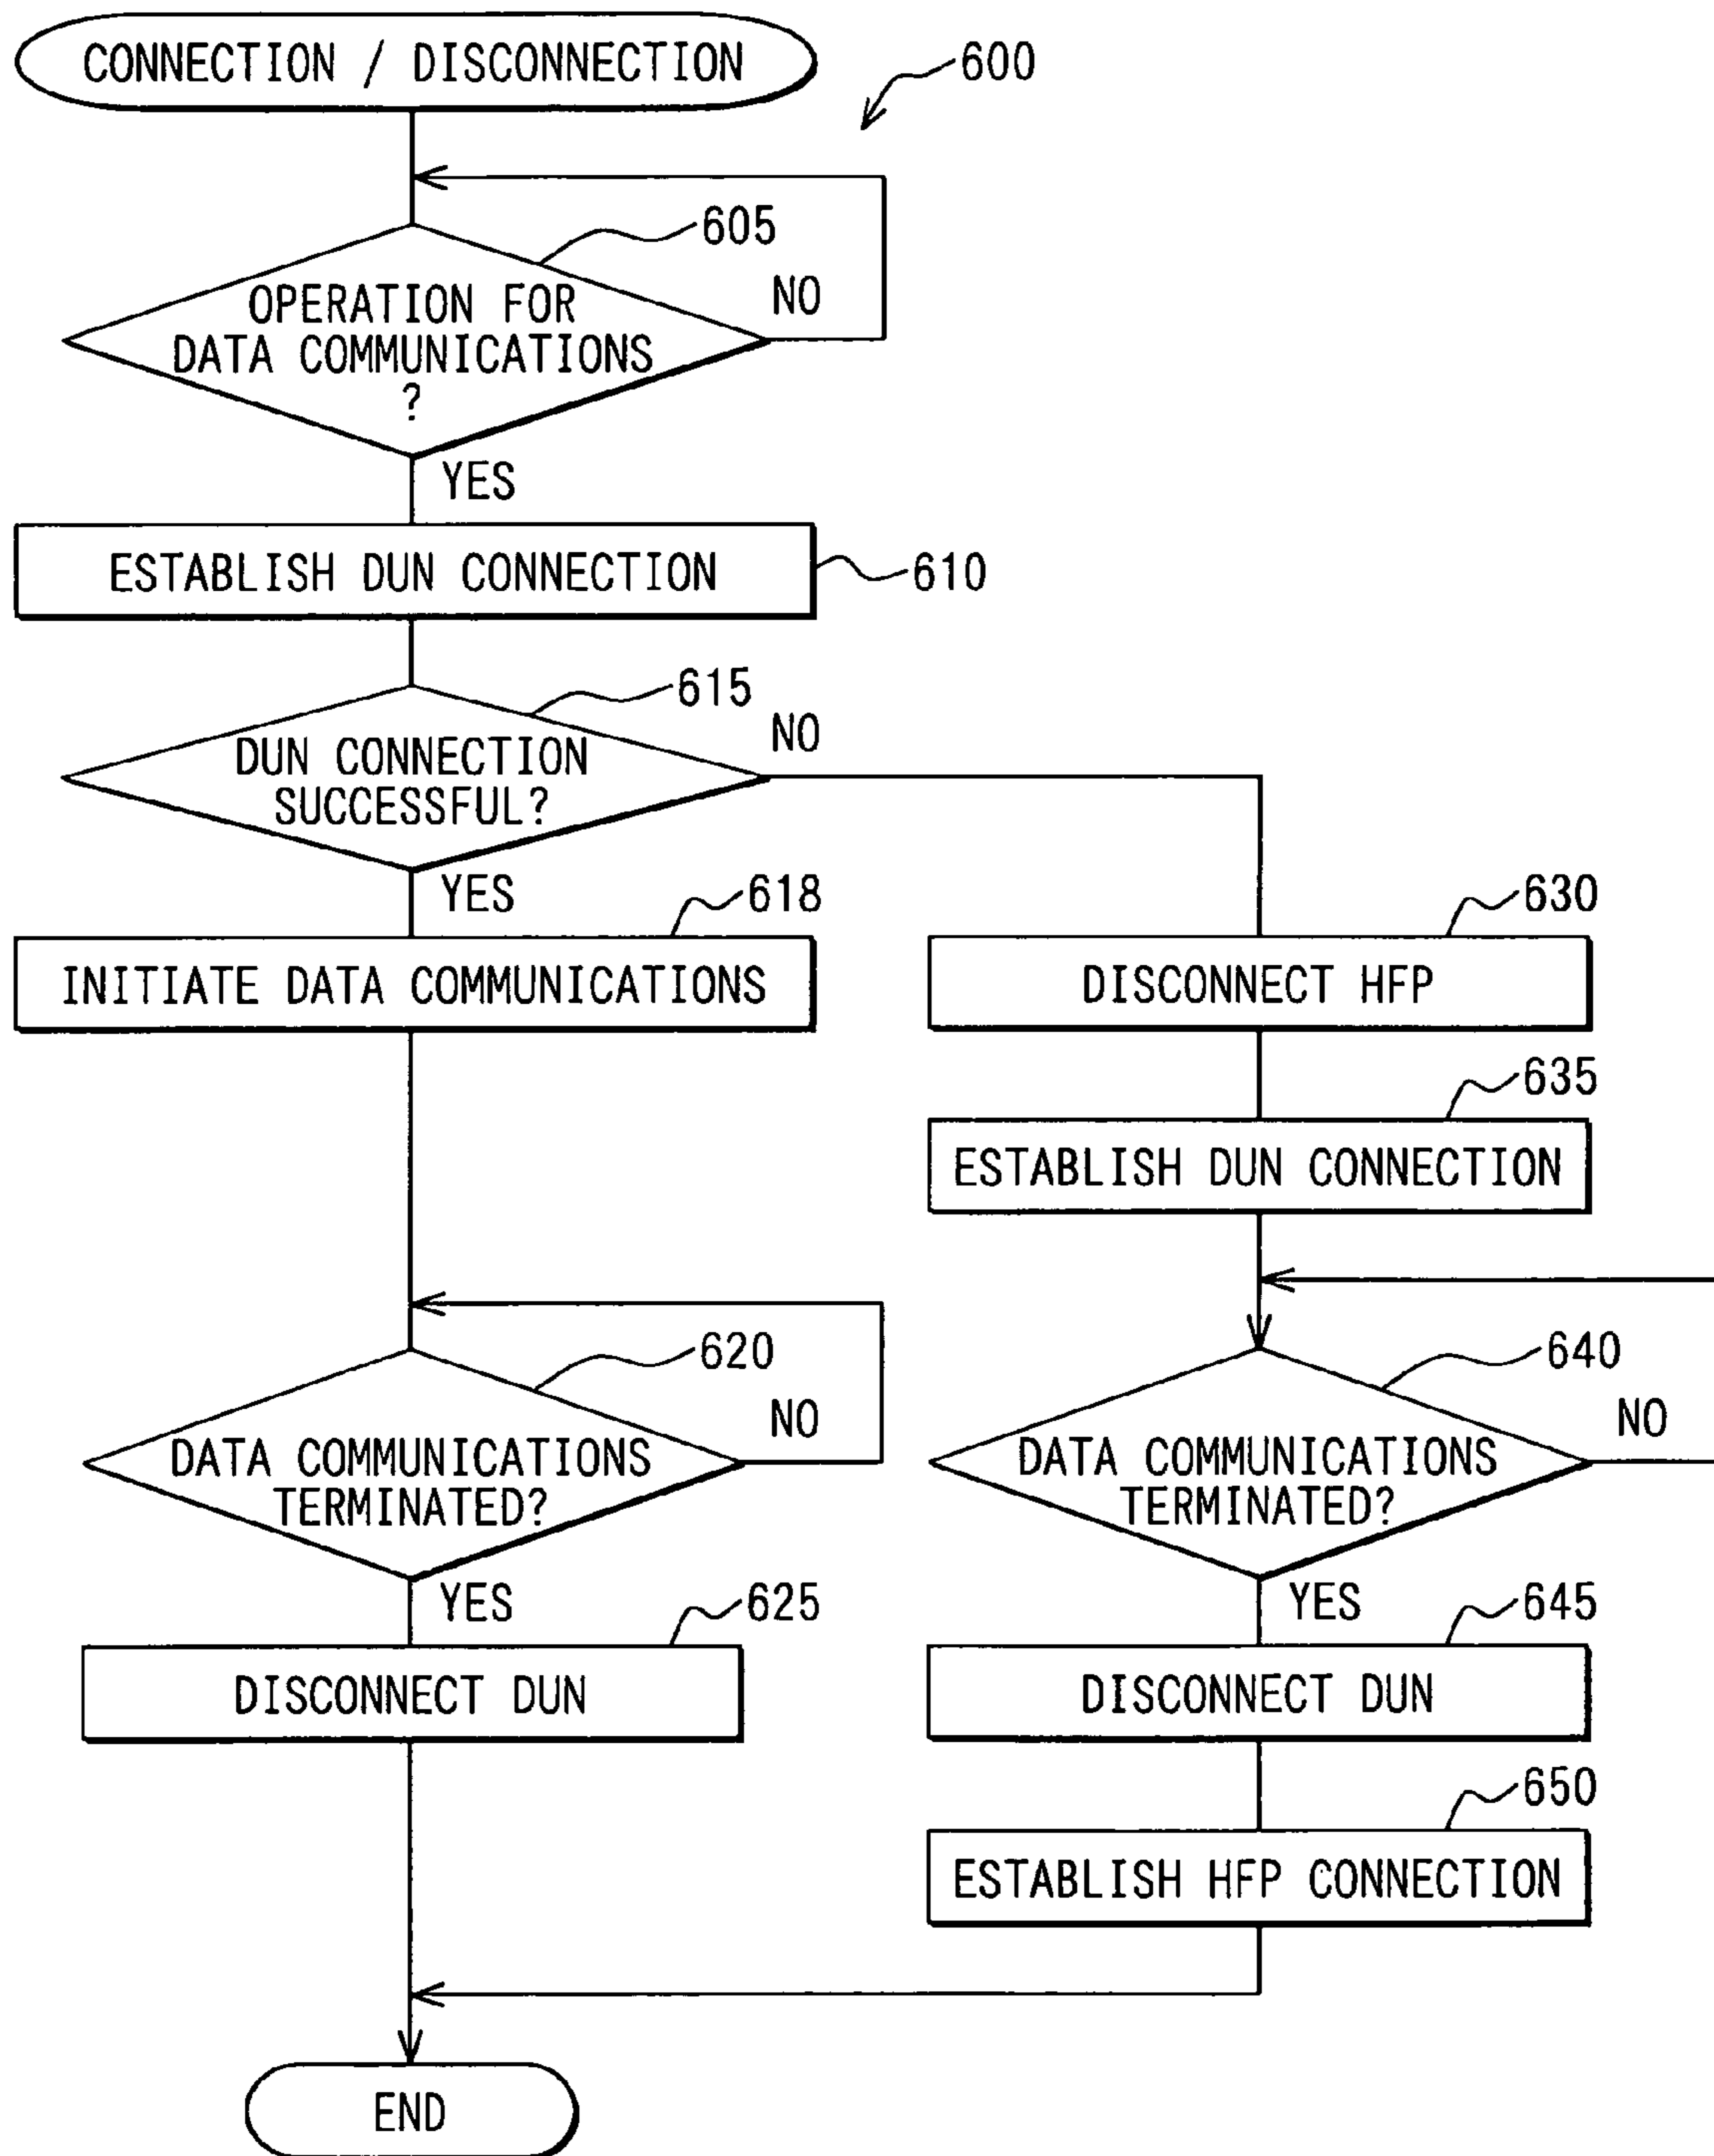 CONNECTION / DISCONNECTION
600
605
OPERATION FOR
DATA COMMUNICATIONS
?
NO
YES
ESTABLISH DUN CONNECTION
610
615
DUN CONNECTION
SUCCESSFUL?
NO
YES
618
INITIATE DATA COMMUNICATIONS
630
DISCONNECT HFP
635
ESTABLISH DUN CONNECTION
620
DATA COMMUNICATIONS
TERMINATED?
NO
YES
625
DISCONNECT DUN
640
DATA COMMUNICATIONS
TERMINATED?
NO
YES
645
DISCONNECT DUN
650
ESTABLISH HFP CONNECTION
END